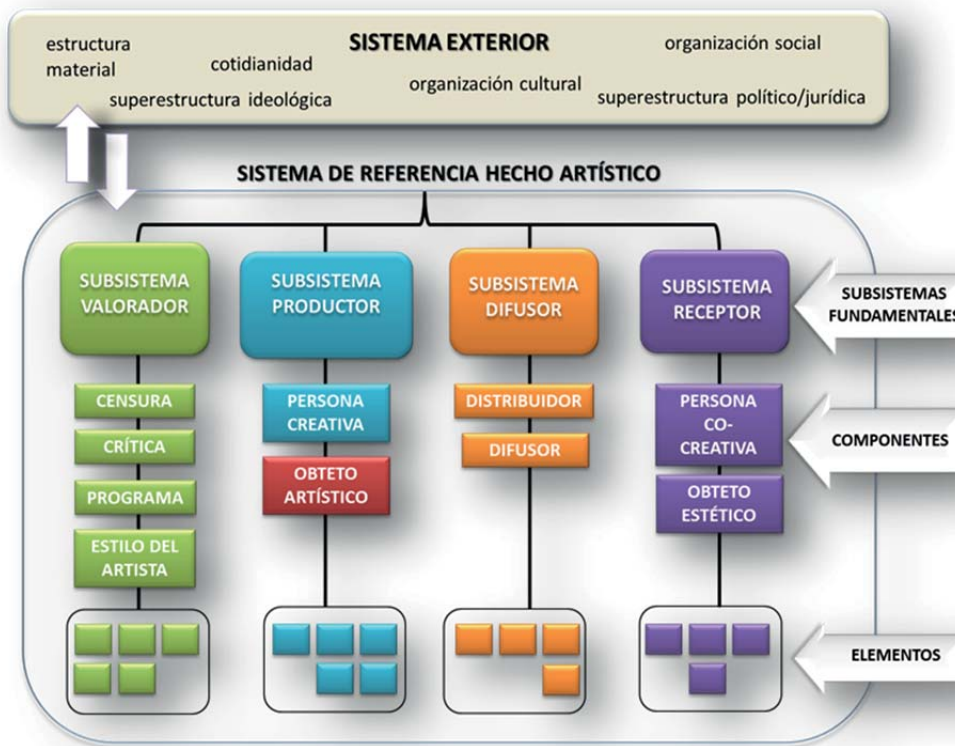 SISTEMA EXTERIOR
estructura
material
cotidianidad
superestructura ideológica
organización cultural
organización social
superestructura político/jurídica
SISTEMA DE REFERENCIA HECHO ARTÍSTICO
SUBSISTEMA
VALORADOR
SUBSISTEMA
PRODUCTOR
SUBSISTEMA
DIFUSOR
SUBSISTEMA
RECEPTOR
SUBSISTEMAS
FUNDAMENTALES
CENSURA
CRÍTICA
PROGRAMA
ESTILO DEL
ARTISTA
PERSONA
CREATIVA
OBTETO
ARTÍSTICO
DISTRIBUIDOR
DIFUSOR
PERSONA
CO-
CREATIVA
OBTETO
ESTÉTICO
COMPONENTES
ELEMENTOS